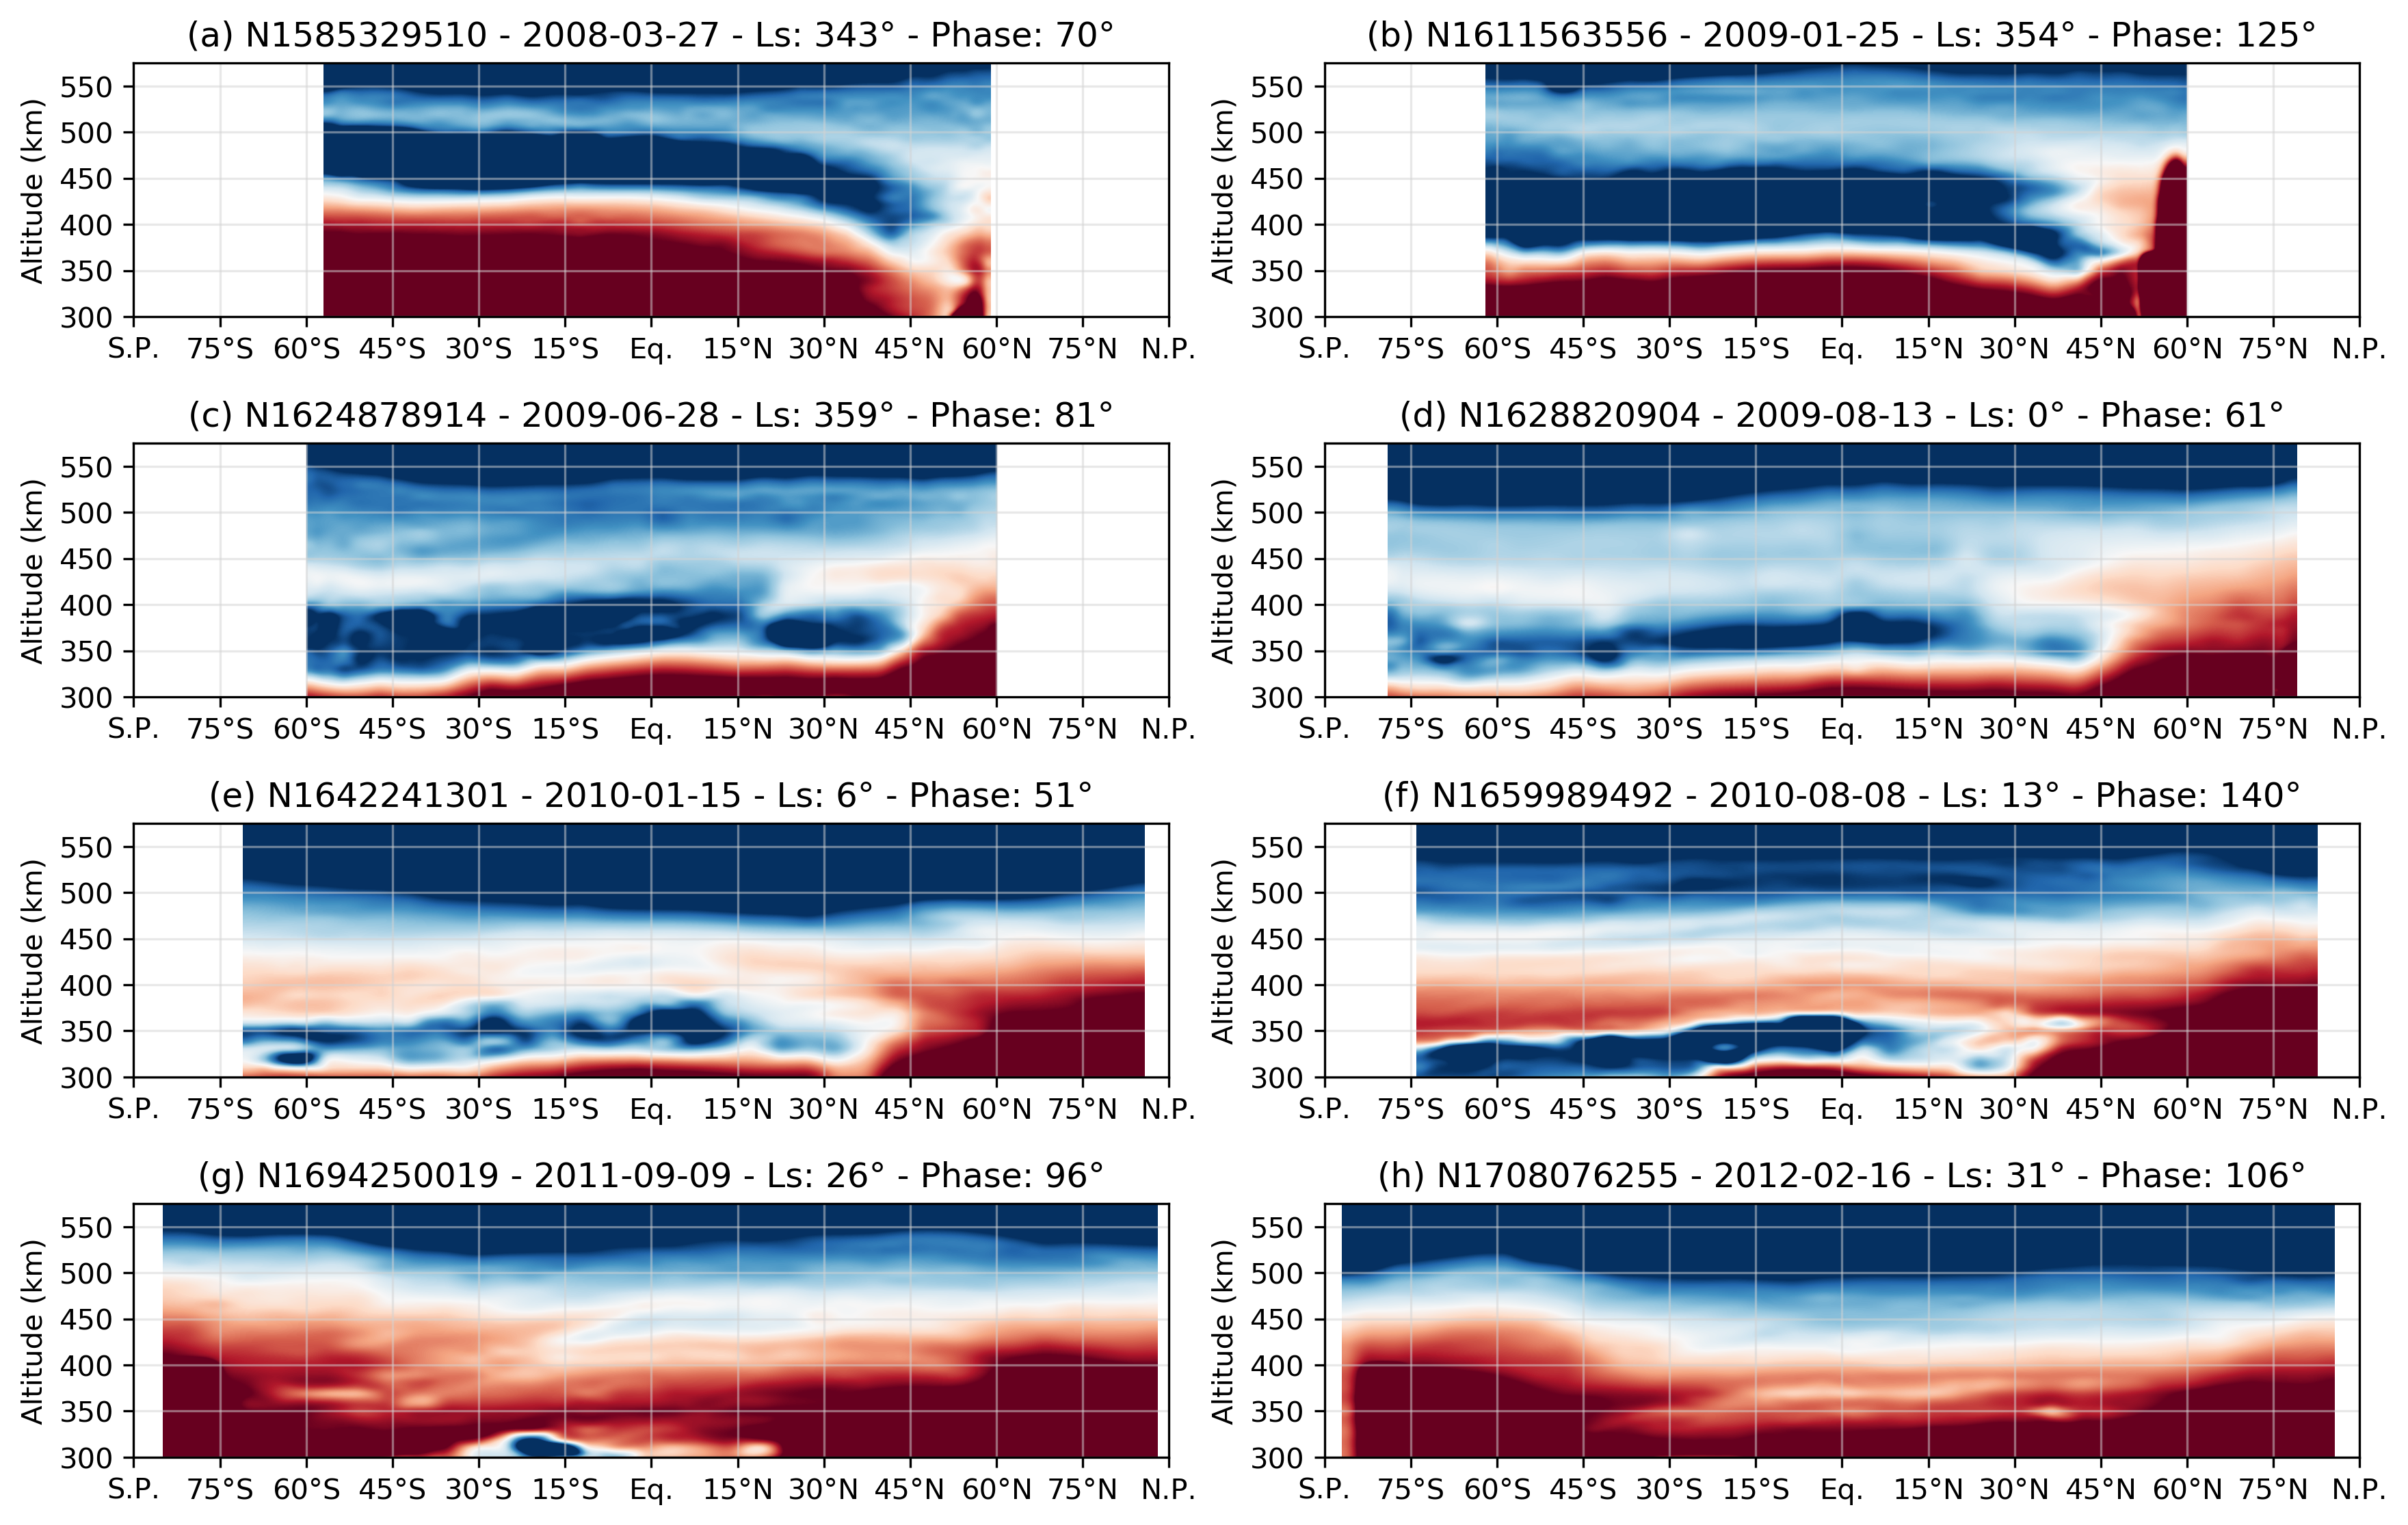 (a) N1585329510 - 2008-03-27 - Ls: 343° - Phase: 70°
Altitude (km)
550
500
450
400
350
300
S.P. 75°S 60°S 45°S 30°S 15°S Eq. 15°N 30°N 45°N 60°N 75°N N.P.
(b) N1611563556 - 2009-01-25 - Ls: 354° - Phase: 125°
Altitude (km)
550
500
450
400
350
300
S.P. 75°S 60°S 45°S 30°S 15°S Eq. 15°N 30°N 45°N 60°N 75°N N.P.
(c) N1624878914 - 2009-06-28 - Ls: 359° - Phase: 81°
Altitude (km)
550
500
450
400
350
300
S.P. 75°S 60°S 45°S 30°S 15°S Eq. 15°N 30°N 45°N 60°N 75°N N.P.
(d) N1628820904 - 2009-08-13 - Ls: 0° - Phase: 61°
Altitude (km)
550
500
450
400
350
300
S.P. 75°S 60°S 45°S 30°S 15°S Eq. 15°N 30°N 45°N 60°N 75°N N.P.
(e) N1642241301 - 2010-01-15 - Ls: 6° - Phase: 51°
Altitude (km)
550
500
450
400
350
300
S.P. 75°S 60°S 45°S 30°S 15°S Eq. 15°N 30°N 45°N 60°N 75°N N.P.
(f) N1659989492 - 2010-08-08 - Ls: 13° - Phase: 140°
Altitude (km)
550
500
450
400
350
300
S.P. 75°S 60°S 45°S 30°S 15°S Eq. 15°N 30°N 45°N 60°N 75°N N.P.
(g) N1694250019 - 2011-09-09 - Ls: 26° - Phase: 96°
Altitude (km)
550
500
450
400
350
300
S.P. 75°S 60°S 45°S 30°S 15°S Eq. 15°N 30°N 45°N 60°N 75°N N.P.
(h) N1708076255 - 2012-02-16 - Ls: 31° - Phase: 106°
Altitude (km)
550
500
450
400
350
300
S.P. 75°S 60°S 45°S 30°S 15°S Eq. 15°N 30°N 45°N 60°N 75°N N.P.